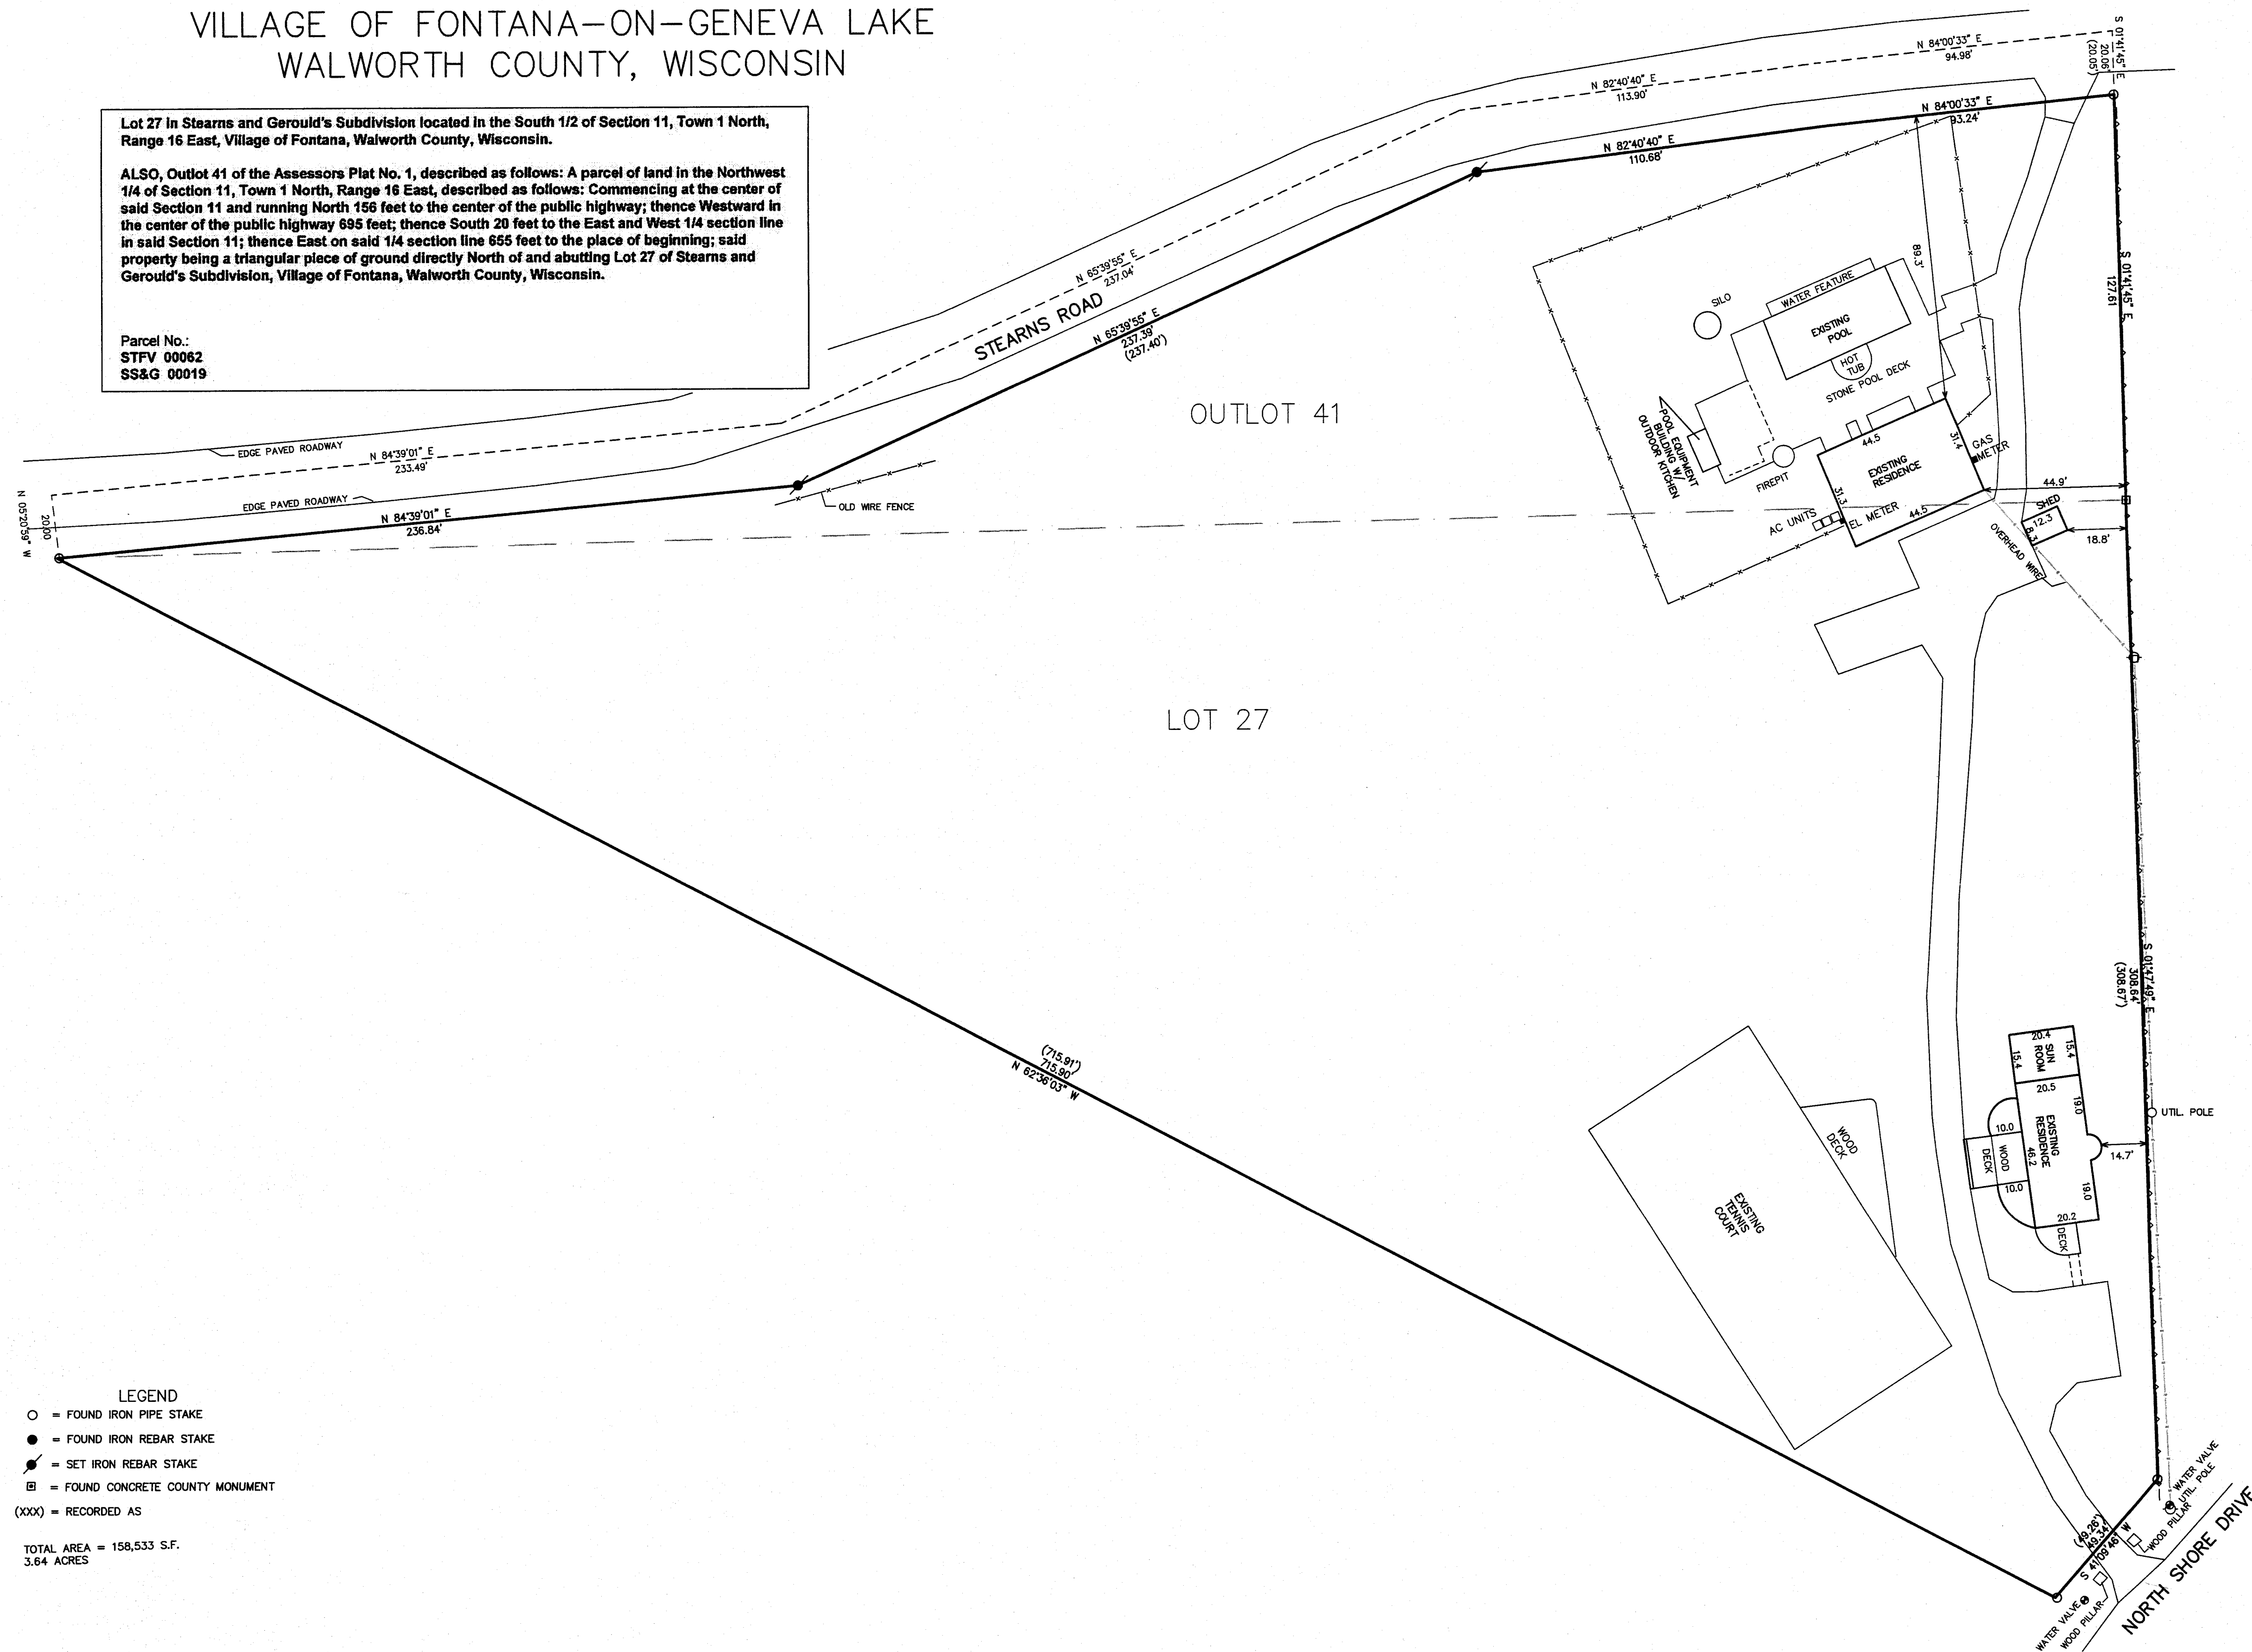 VILLAGE OF FONTANA-ON-GENEVA LAKE
WALWORTH COUNTY, WISCONSIN
Lot 27 in Stearns and Gerould's Subdivision located in the South 1/2 of Section 11, Town 1 North,
Range 16 East, Village of Fontana, Walworth County, Wisconsin.
ALSO, Outlot 41 of the Assessors Plat No. 1, described as follows: A parcel of land in the Northwest
1/4 of Section 11, Town 1 North, Range 16 East, described as follows: Commencing at the center of
said Section 11 and running North 156 feet to the center of the public highway; thence Westward in
the center of the public highway 695 feet; thence South 20 feet to the East and West 1/4 section line
in said Section 11; thence East on said 1/4 section line 655 feet to the place of beginning; said
property being a triangular piece of ground directly North of and abutting Lot 27 of Stearns and
Gerould's Subdivision, Village of Fontana, Walworth County, Wisconsin.
Parcel No.:
STFV 00062
SS&G 00019
EDGE PAVED ROADWAY
N 84°39'01" E
233.49'
EDGE PAVED ROADWAY
N 84°39'01" E
236.84'
N 05°20'59" W
20.00
OLD WIRE FENCE
N 65°39'55" E
237.04'
STEARNS ROAD
N 65°39'55" E
237.39'
(237.40')
N 82°40'40" E
113.90'
N 84°00'33" E
94.98'
N 82°40'40" E
110.68'
N 84°00'33" E
93.24'
S 01°41'45" E
20.06
(20.05')
S 01°41'45" E
127.61
89.3'
OUTLOT 41
SILO
WATER FEATURE
EXISTING
POOL
HOT
TUB
STONE POOL DECK
POOL EQUIPMENT
BUILDING W/
OUTDOOR KITCHEN
FIREPIT
44.5
31.4
EXISTING
RESIDENCE
31.3
44.5
GAS
METER
AC UNITS
EL METER
44.9'
SHED
12.3
8.3
18.8'
OVERHEAD WIRE
LOT 27
S 01°47'49" E
308.64'
(308.67')
(715.91')
715.90'
N 62°36'03" W
20.4
SUN
ROOM
15.4
15.4
20.5
19.0
EXISTING
RESIDENCE
46.2
10.0
WOOD
DECK
10.0
19.0
20.2
DECK
14.7'
UTIL. POLE
WOOD
DECK
EXISTING
TENNIS
COURT
(49.26')
49.34'
S 41°09'46" W
WATER VALVE
UTIL. POLE
WOOD PILLAR
WATER VALVE
WOOD PILLAR
NORTH SHORE DRIVE
LEGEND
= FOUND IRON PIPE STAKE
= FOUND IRON REBAR STAKE
= SET IRON REBAR STAKE
= FOUND CONCRETE COUNTY MONUMENT
(XXX) = RECORDED AS
TOTAL AREA = 158,533 S.F.
3.64 ACRES